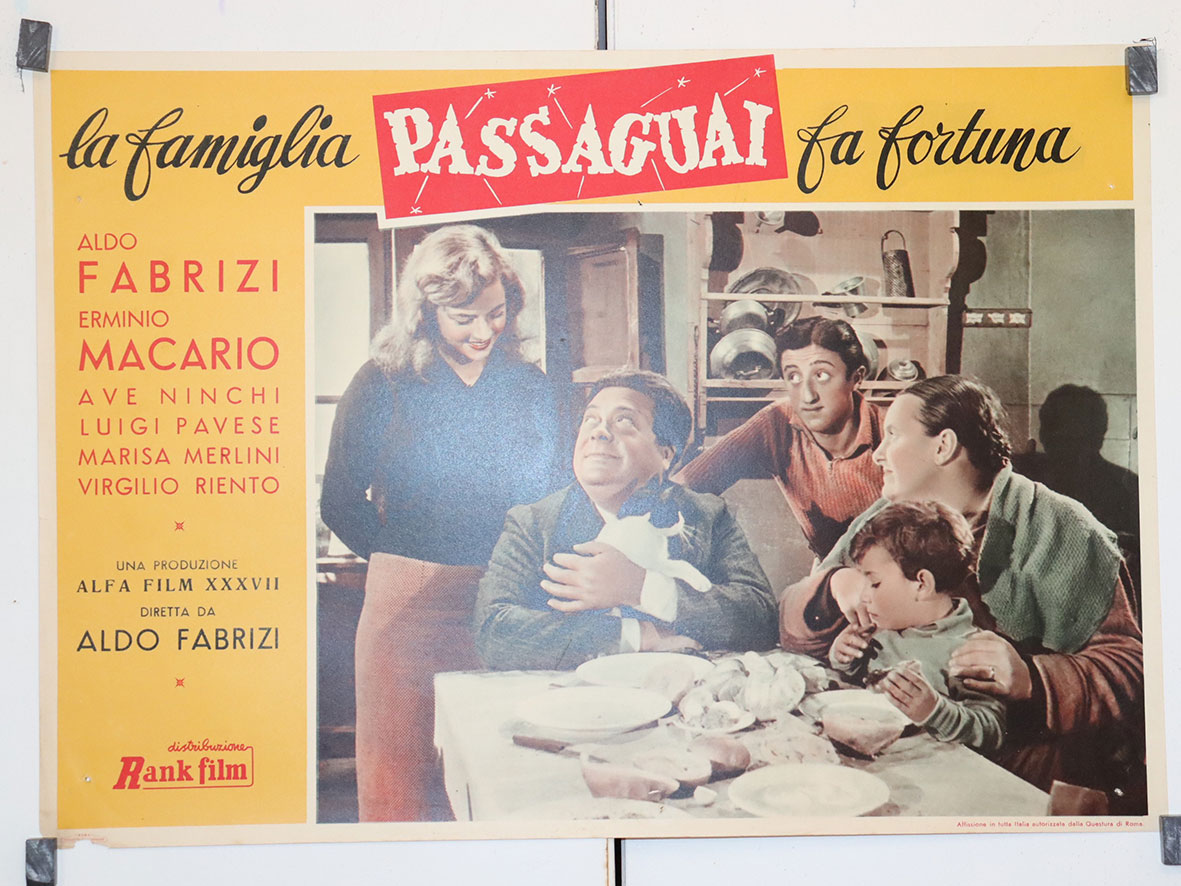 la famiglia PASSAGUAI fa fortuna
ALDO
FABRIZI
ERMINIO
MACARIO
AVE NINCHI
LUIGI PAVESE
MARISA MERLINI
VIRGILIO RIENTO
UNA PRODUZIONE
ALFA FILM XXXVII
DIRETTA DA
ALDO FABRIZI
distribuzione
Rank film
Affissione in tutta Italia autorizzata dalla Questura di Roma.